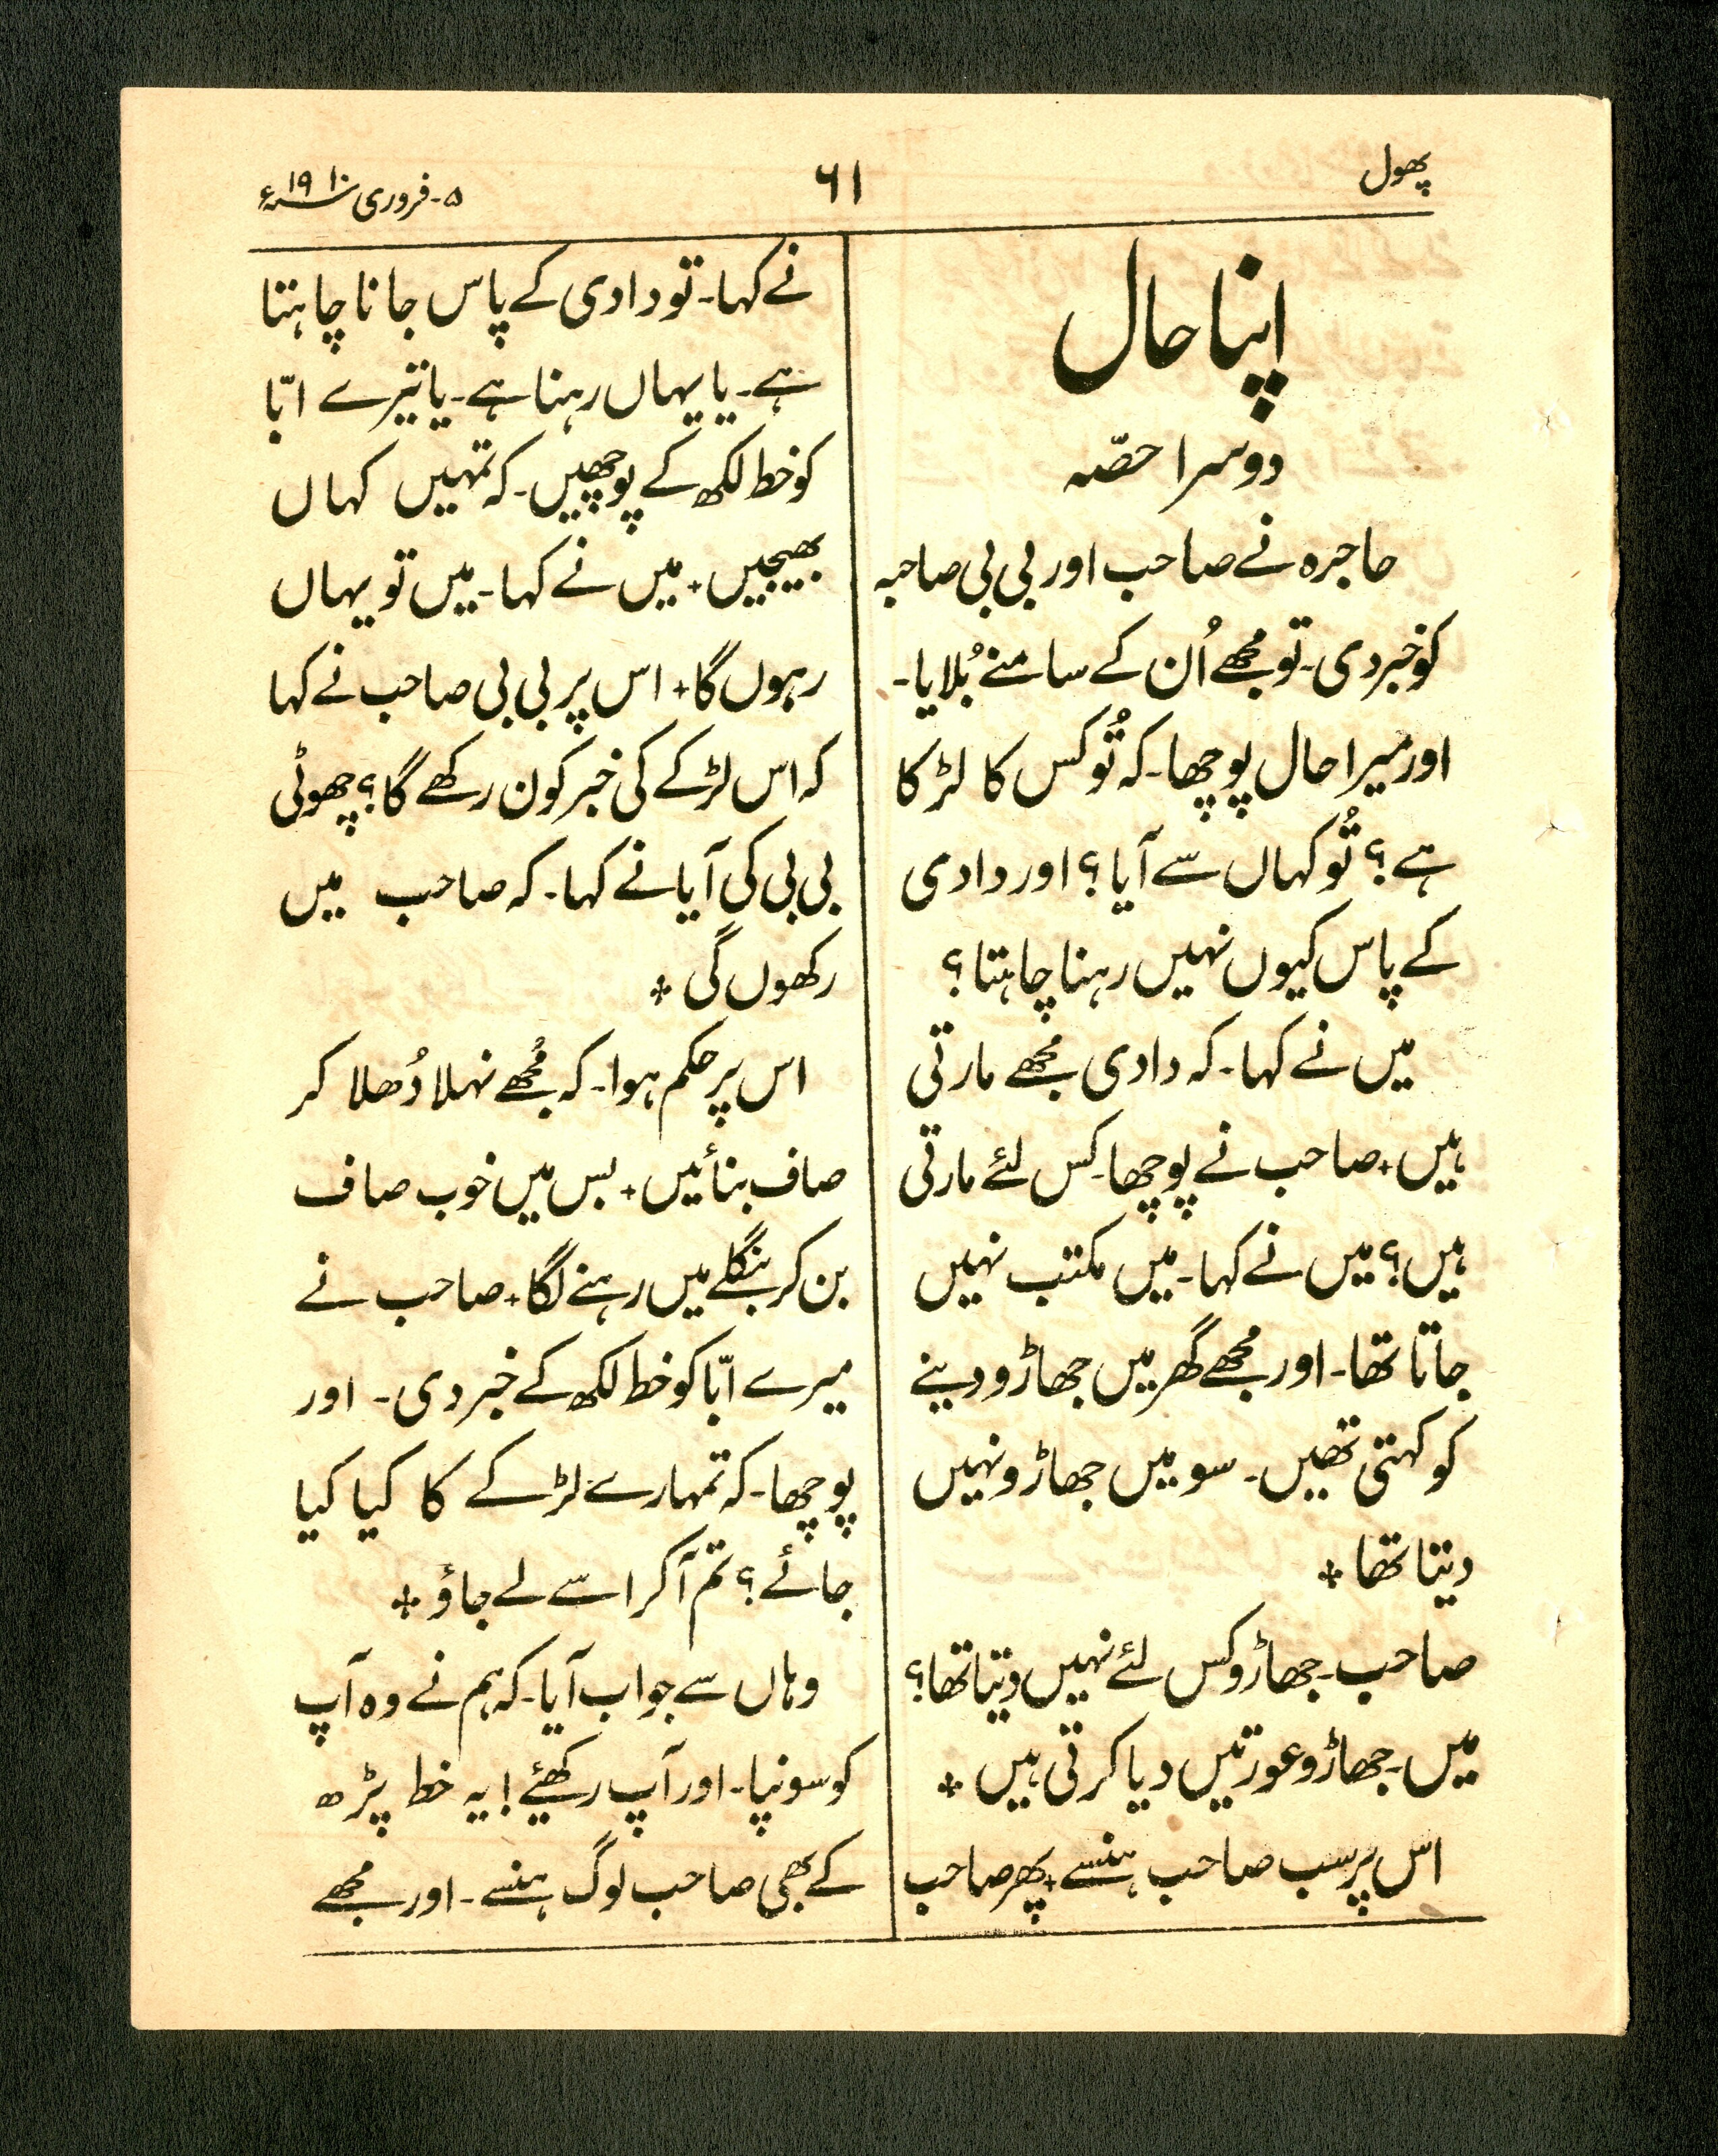 پھول
۶۱
۵-فروری سنہ ۱۹۱۰ء
اپنا حال
دوسرا حصّہ
حاجرہ نے صاحب اور بی بی صاحبہ
کو خبر دی۔ تو مجھے اُن کے سامنے بُلایا۔
اور میرا حال پوچھا۔ کہ تُو کس کا لڑکا
ہے؟ تُو کہاں سے آیا؟ اور دادی
کے پاس کیوں نہیں رہنا چاہتا؟
میں نے کہا۔ کہ دادی مجھے مارتی
ہیں+ صاحب نے پوچھا۔ کس لئے مارتی
ہیں؟ میں نے کہا۔ میں مکتب نہیں
جاتا تھا۔ اور مجھے گھر میں جھاڑو دینے
کو کہتی تھیں۔ سو میں جھاڑو نہیں
دیتا تھا +
صاحب۔ جھاڑو کس لئے نہیں دیتا تھا؟
میں۔ جھاڑو عورتیں دیا کرتی ہیں +
اس پر سب صاحب ہنسے+ پھر صاحب
نے کہا۔ تو دادی کے پاس جانا چاہتا
ہے۔ یا یہاں رہنا ہے۔ یا تیرے ابّا
کو خط لکھ کے پوچھیں۔ کہ تمہیں کہاں
بھیجیں+ میں نے کہا۔ میں تو یہاں
رہوں گا+ اس پر بی بی صاحب نے کہا
کہ اس لڑکے کی خبر کون رکھے گا؟ چھوٹی
بی بی کی آیا نے کہا۔ کہ صاحب میں
رکھوں گی +
اس پر حکم ہوا۔ کہ مُجھے نہلا دُھلا کر
صاف بنائیں+ بس میں خوب صاف
بن کر بنگلے میں رہنے لگا+ صاحب نے
میرے ابّا کو خط لکھ کے خبر دی۔ اور
پوچھا۔ کہ تمہارے لڑکے کا کیا کیا
جائے؟ تم آکر اسے لے جاؤ +
وہاں سے جواب آیا۔ کہ ہم نے وہ آپ
کو سونپا۔ اور آپ رکھئے! یہ خط پڑھ
کے بھی صاحب لوگ ہنسے۔ اور مجھے